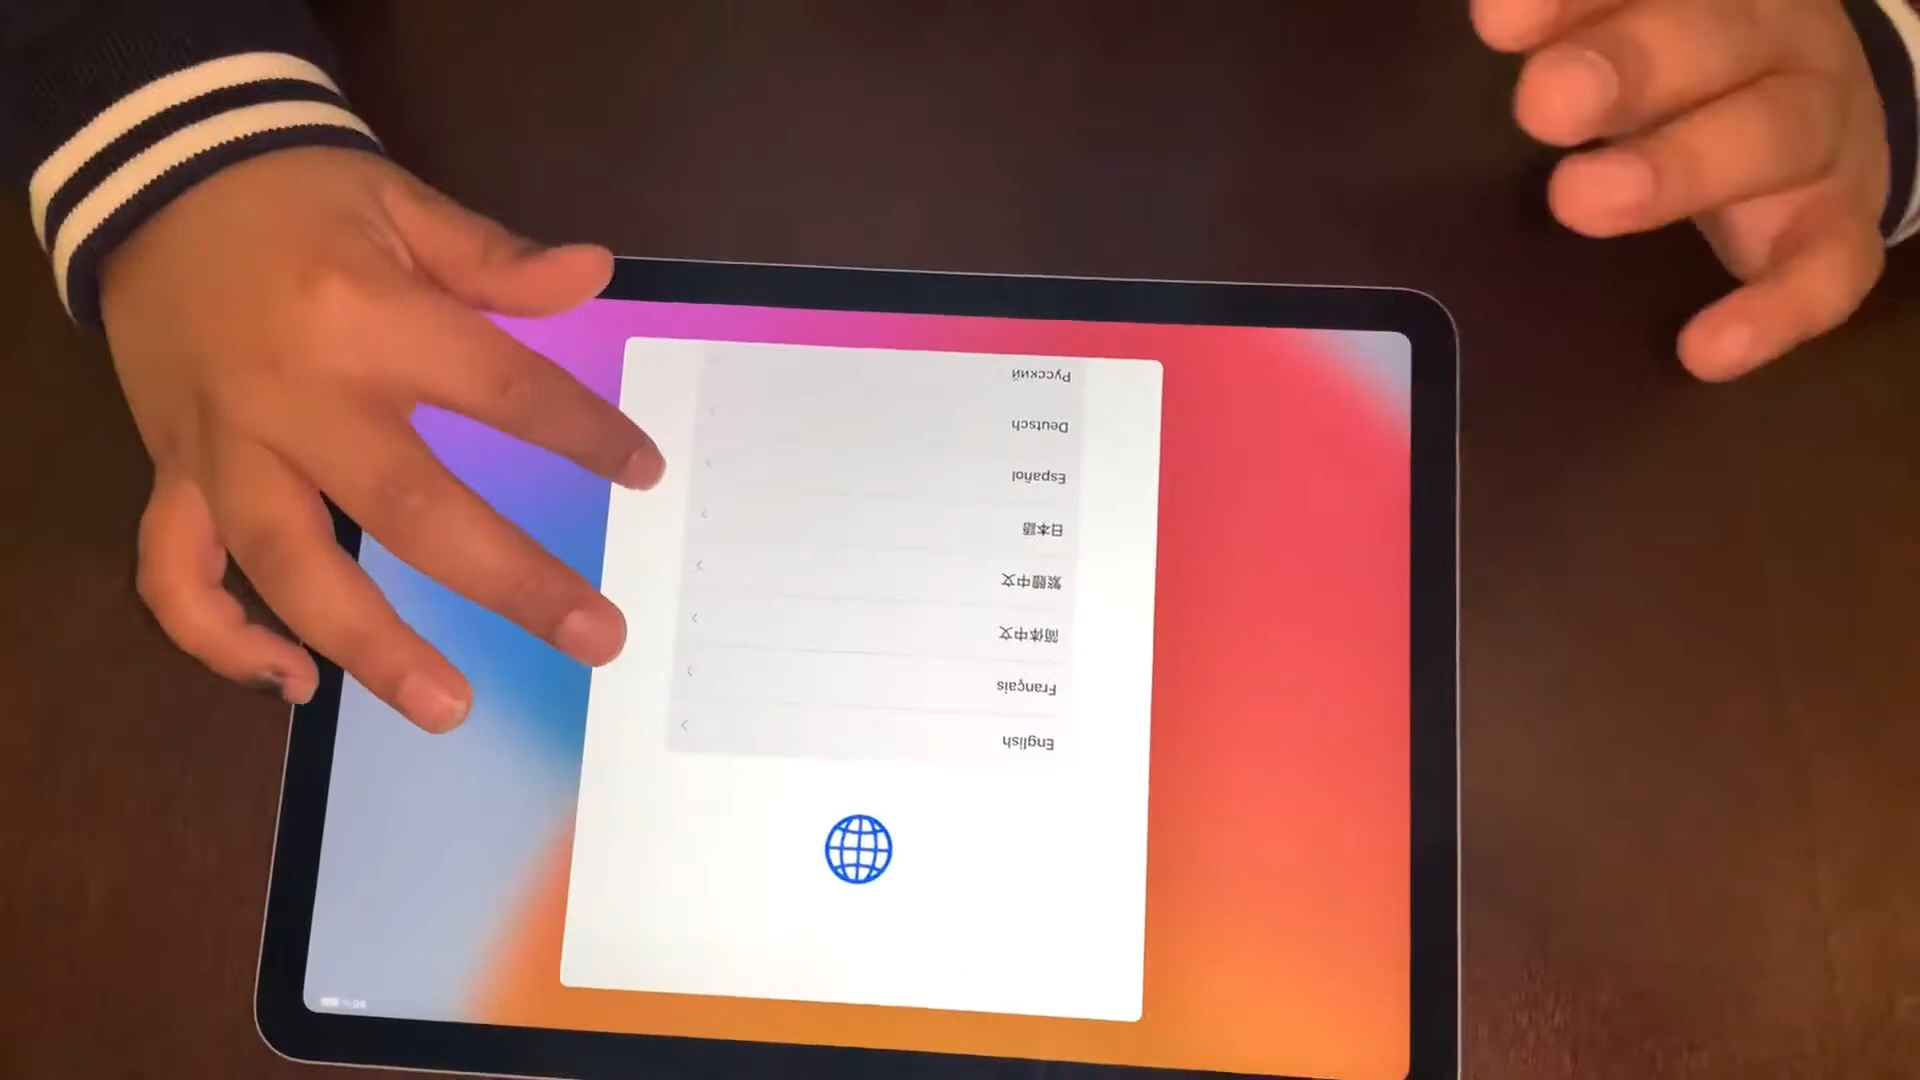 English
Français
简体中文
繁體中文
日本語
Español
Deutsch
Русский